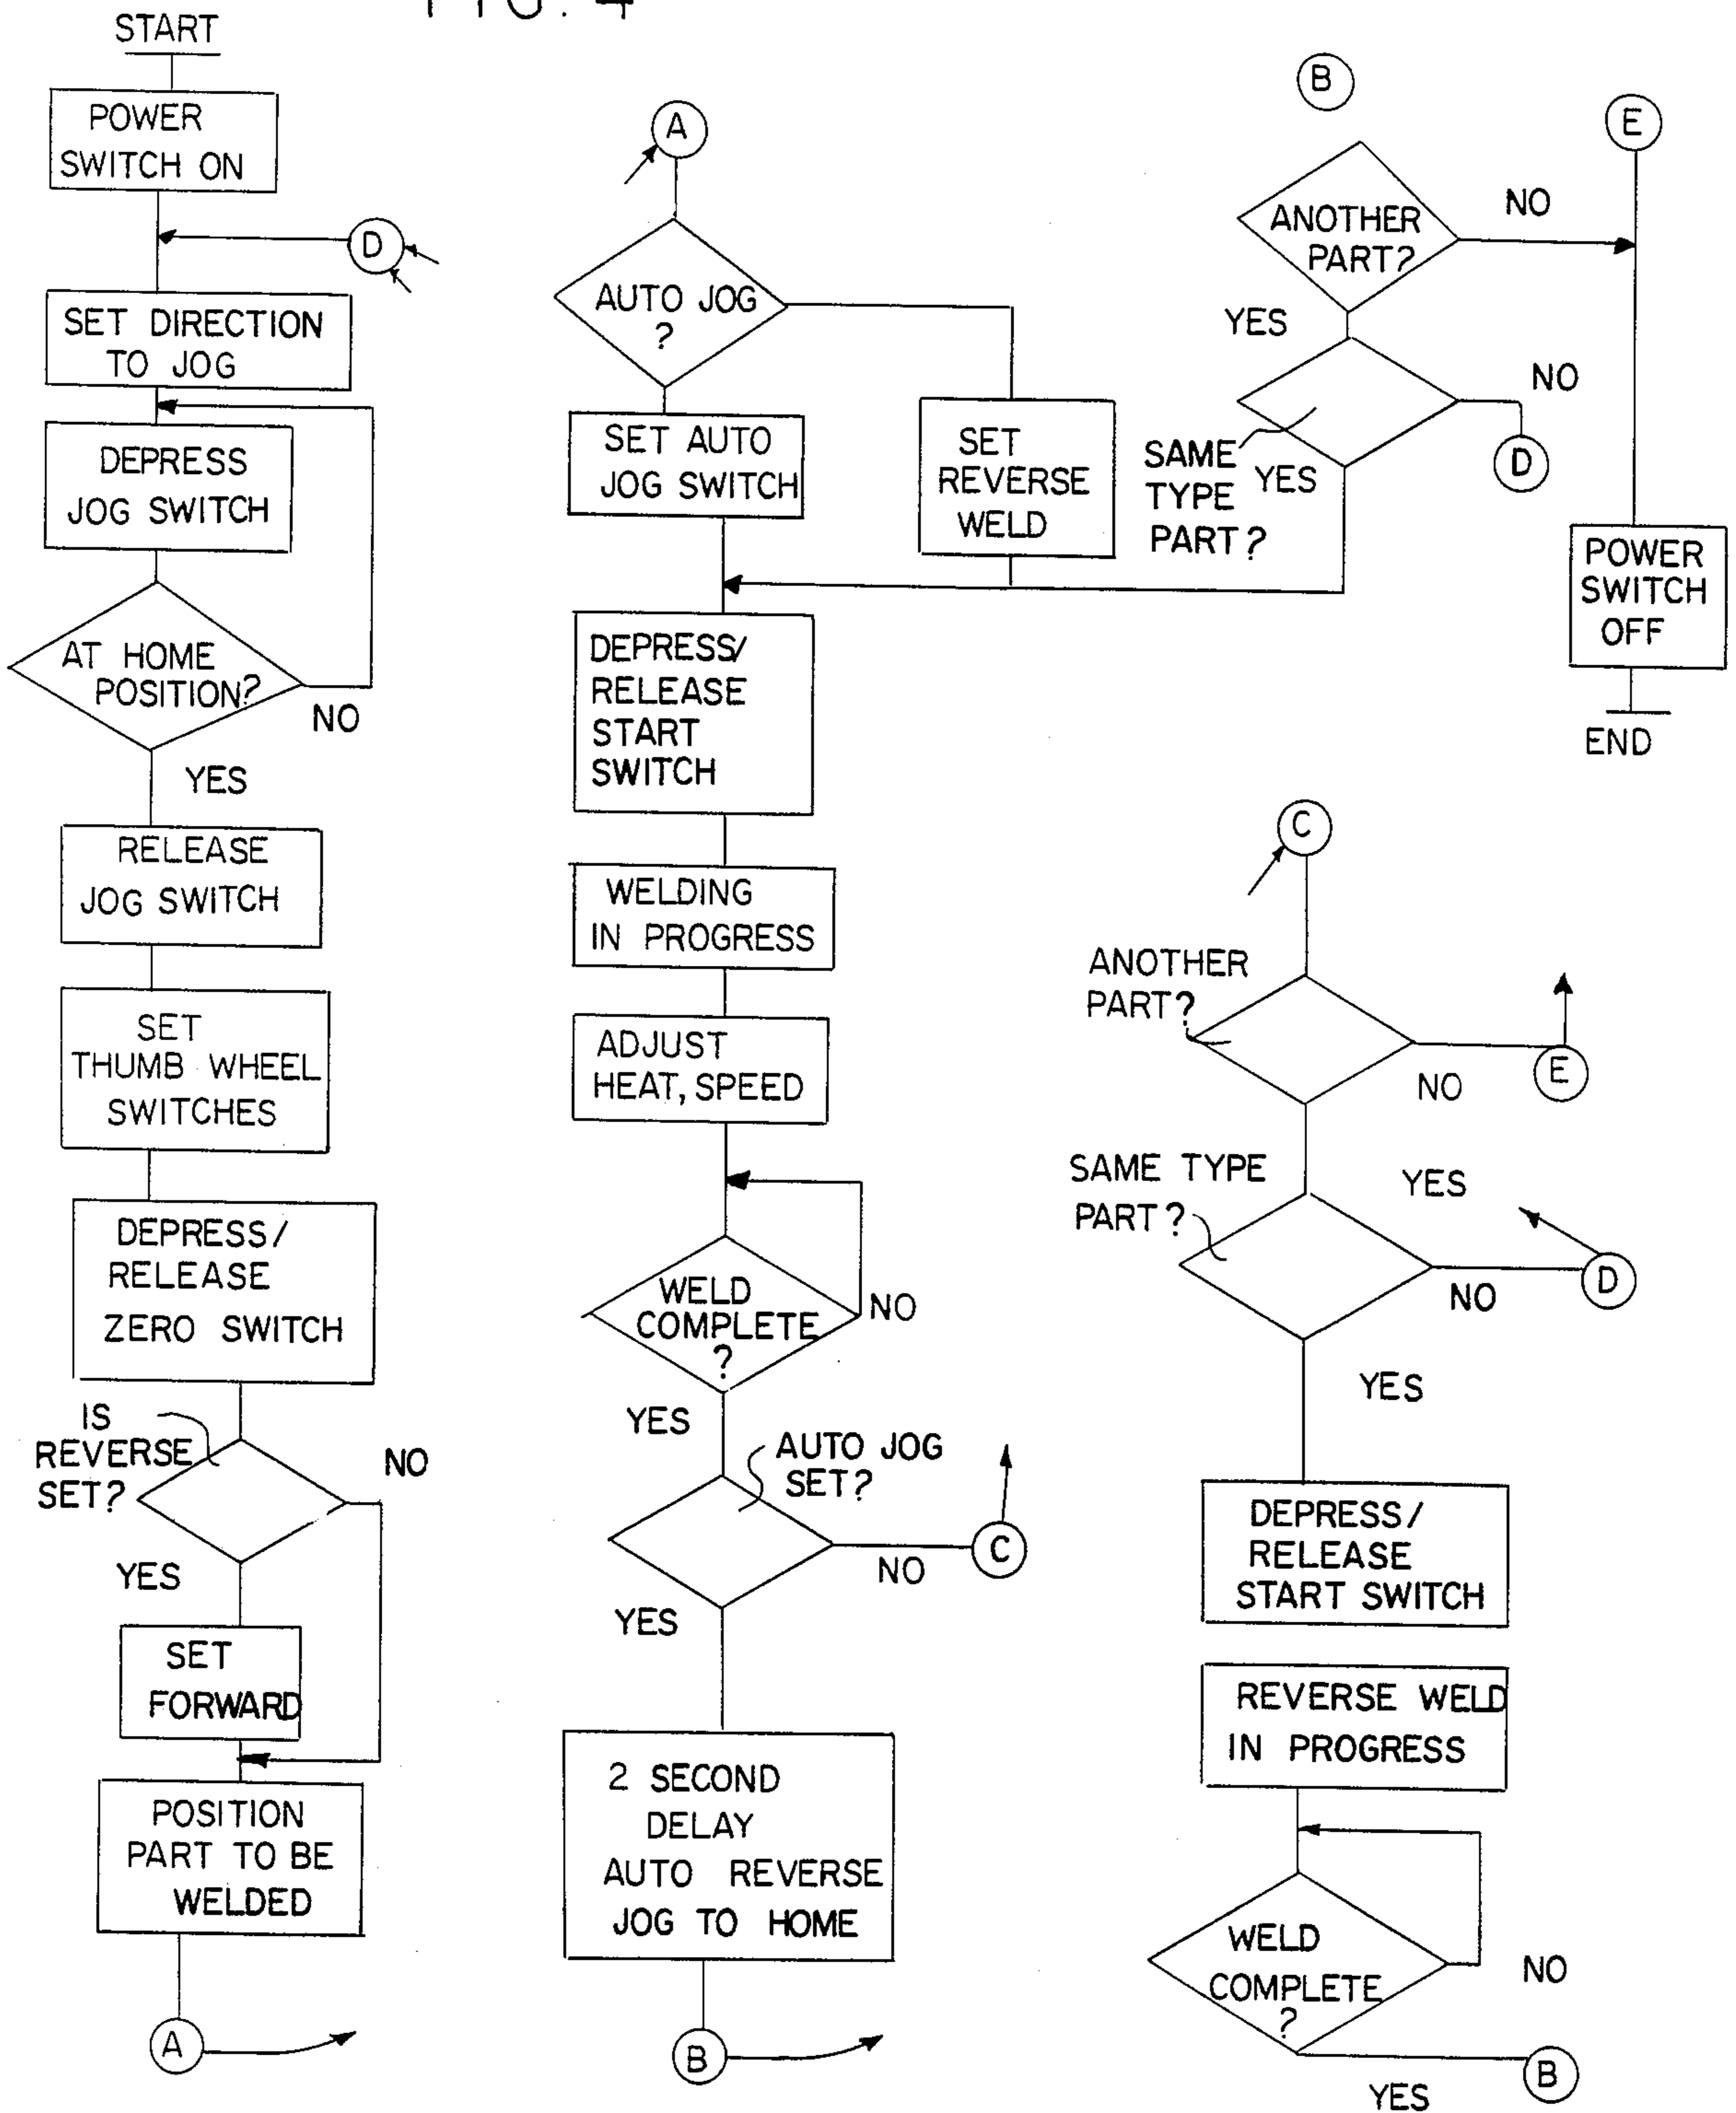 FIG. 4
START
POWER
SWITCH ON
D
SET DIRECTION
TO JOG
DEPRESS
JOG SWITCH
AT HOME
POSITION?
NO
YES
RELEASE
JOG SWITCH
SET
THUMB WHEEL
SWITCHES
DEPRESS/
RELEASE
ZERO SWITCH
IS
REVERSE
SET?
NO
YES
SET
FORWARD
POSITION
PART TO BE
WELDED
A
A
AUTO JOG
?
SET AUTO
JOG SWITCH
SET
REVERSE
WELD
DEPRESS/
RELEASE
START
SWITCH
WELDING
IN PROGRESS
ADJUST
HEAT, SPEED
WELD
COMPLETE
?
NO
YES
AUTO JOG
SET?
NO
C
YES
2 SECOND
DELAY
AUTO REVERSE
JOG TO HOME
B
B
ANOTHER
PART?
NO
YES
SAME
TYPE
PART?
NO
D
YES
E
POWER
SWITCH
OFF
END
C
ANOTHER
PART?
NO
E
SAME TYPE
PART?
YES
NO
D
YES
DEPRESS/
RELEASE
START SWITCH
REVERSE WELD
IN PROGRESS
WELD
COMPLETE
?
NO
YES
B